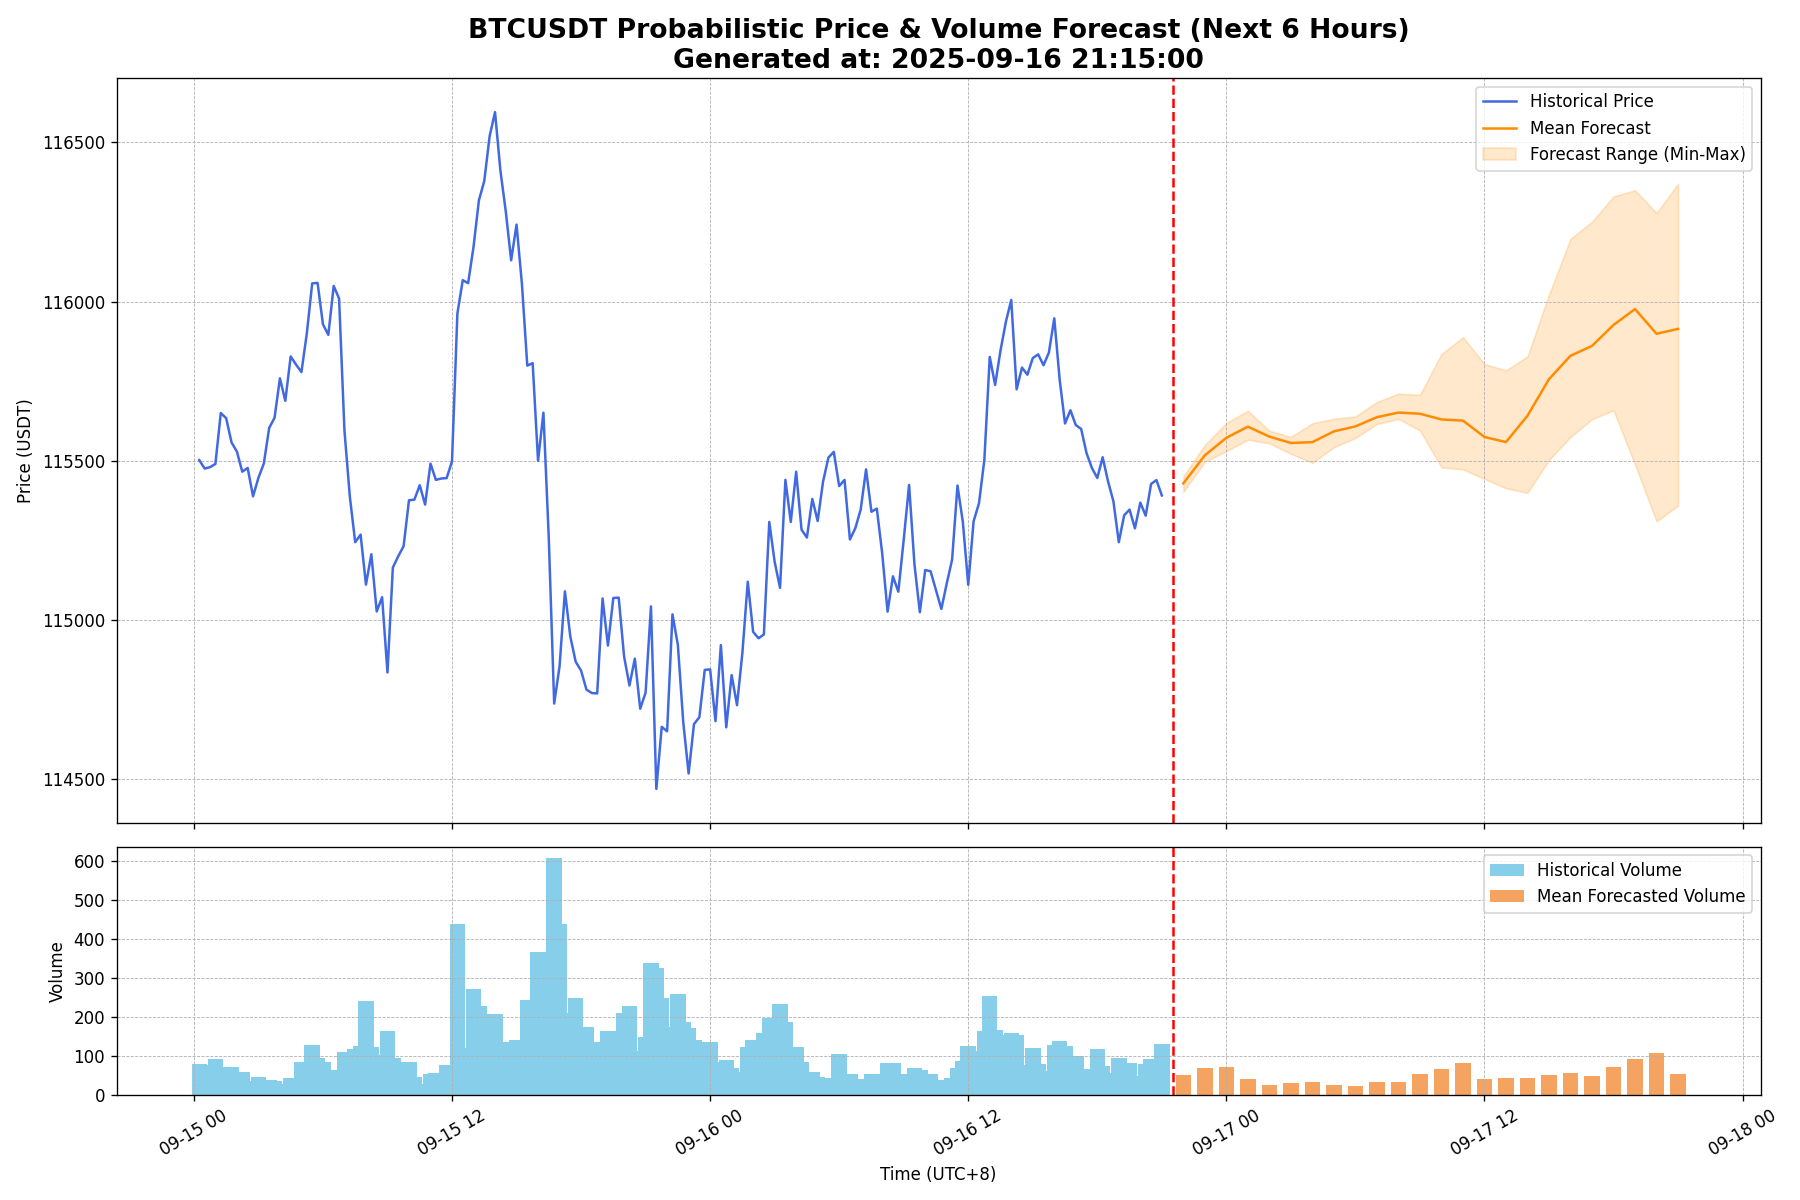 BTCUSDT Probabilistic Price & Volume Forecast (Next 6 Hours)
Generated at: 2025-09-16 21:15:00
Historical Price
Mean Forecast
Forecast Range (Min-Max)
Price (USDT)
116500
116000
115500
115000
114500
Historical Volume
Mean Forecasted Volume
Volume
600
500
400
300
200
100
0
09-15 00
09-15 12
09-16 00
09-16 12
09-17 00
09-17 12
09-18 00
Time (UTC+8)